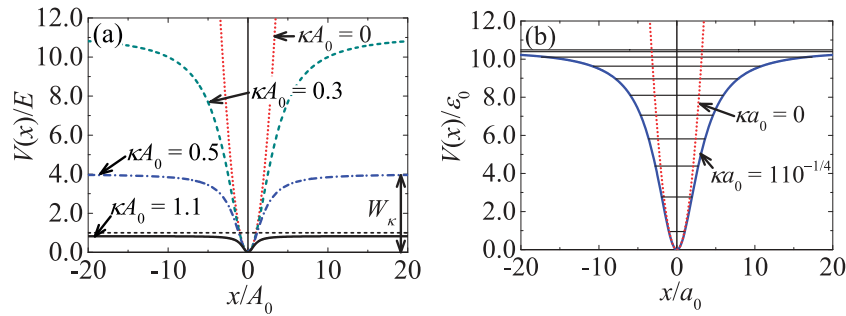 (a)
κA0 = 0
κA0 = 0.3
κA0 = 0.5
κA0 = 1.1
Wκ
V(x)/E
12.0
10.0
8.0
6.0
4.0
2.0
0.0
-20 -10 0 10 20
x/A0
(b)
κa0 = 0
κa0 = 110^-1/4
V(x)/ε0
12.0
10.0
8.0
6.0
4.0
2.0
0.0
-20 -10 0 10 20
x/a0